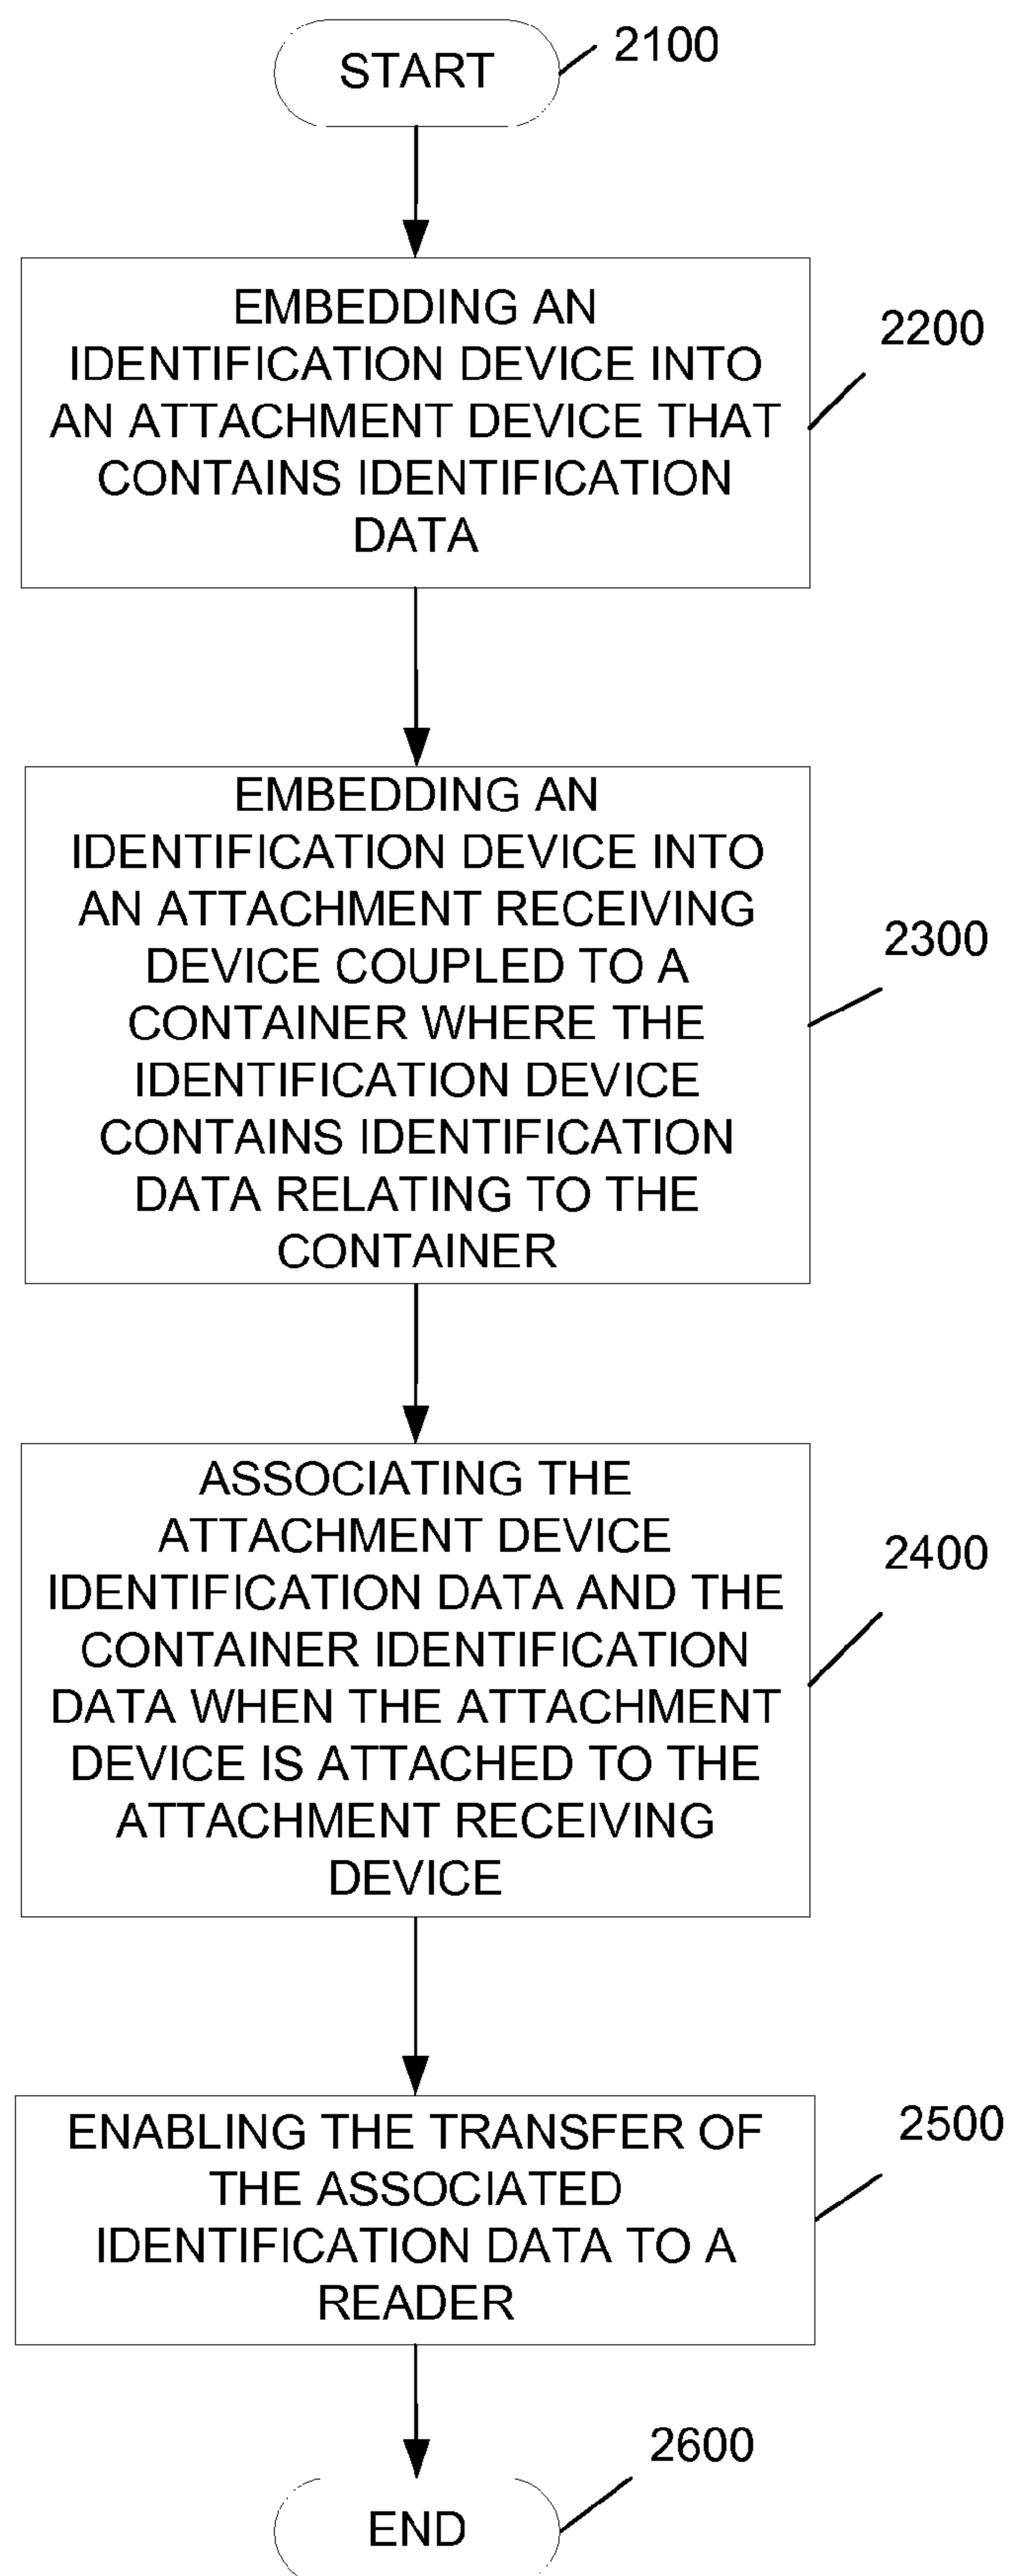 START
2100
EMBEDDING AN
IDENTIFICATION DEVICE INTO
AN ATTACHMENT DEVICE THAT
CONTAINS IDENTIFICATION
DATA
2200
EMBEDDING AN
IDENTIFICATION DEVICE INTO
AN ATTACHMENT RECEIVING
DEVICE COUPLED TO A
CONTAINER WHERE THE
IDENTIFICATION DEVICE
CONTAINS IDENTIFICATION
DATA RELATING TO THE
CONTAINER
2300
ASSOCIATING THE
ATTACHMENT DEVICE
IDENTIFICATION DATA AND THE
CONTAINER IDENTIFICATION
DATA WHEN THE ATTACHMENT
DEVICE IS ATTACHED TO THE
ATTACHMENT RECEIVING
DEVICE
2400
ENABLING THE TRANSFER OF
THE ASSOCIATED
IDENTIFICATION DATA TO A
READER
2500
END
2600